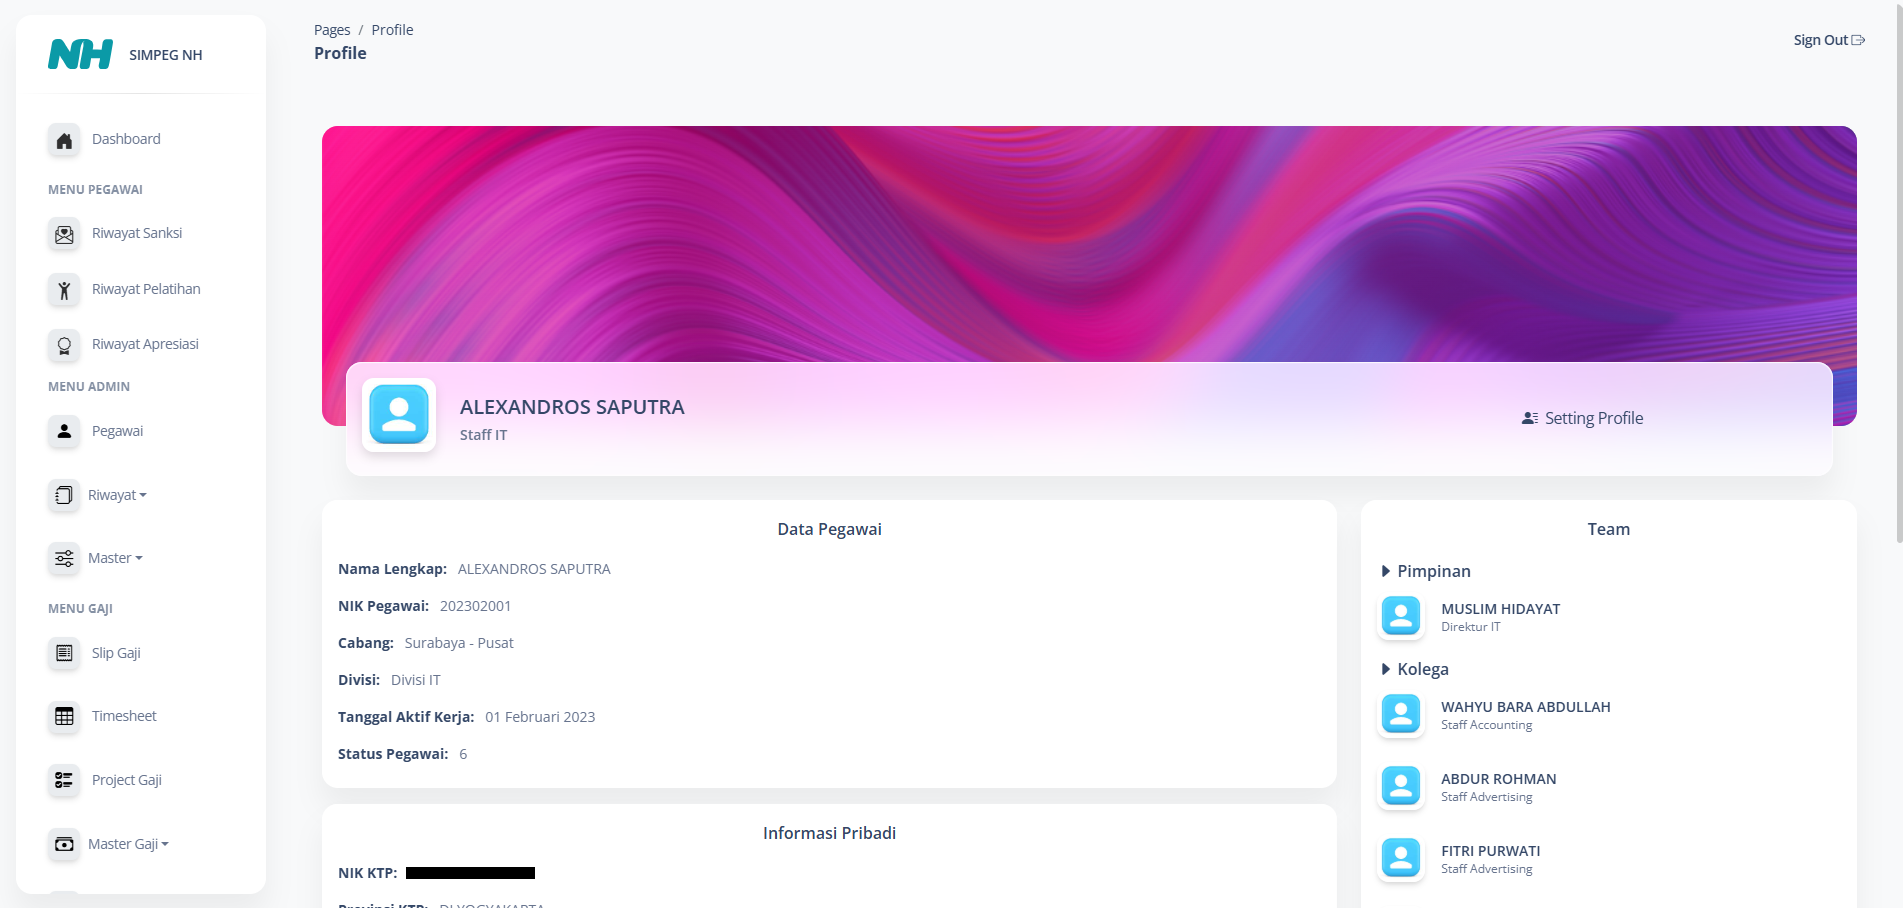 NH SIMPEG NH
Dashboard
MENU PEGAWAI
Riwayat Sanksi
Riwayat Pelatihan
Riwayat Apresiasi
MENU ADMIN
Pegawai
Riwayat
Master
MENU GAJI
Slip Gaji
Timesheet
Project Gaji
Master Gaji
Pages / Profile
Profile
Sign Out
ALEXANDROS SAPUTRA
Staff IT
Setting Profile
Data Pegawai
Nama Lengkap: ALEXANDROS SAPUTRA
NIK Pegawai: 202302001
Cabang: Surabaya - Pusat
Divisi: Divisi IT
Tanggal Aktif Kerja: 01 Februari 2023
Status Pegawai: 6
Informasi Pribadi
NIK KTP:
Provinsi KTP: DI YOGYAKARTA
Team
Pimpinan
MUSLIM HIDAYAT
Direktur IT
Kolega
WAHYU BARA ABDULLAH
Staff Accounting
ABDUR ROHMAN
Staff Advertising
FITRI PURWATI
Staff Advertising